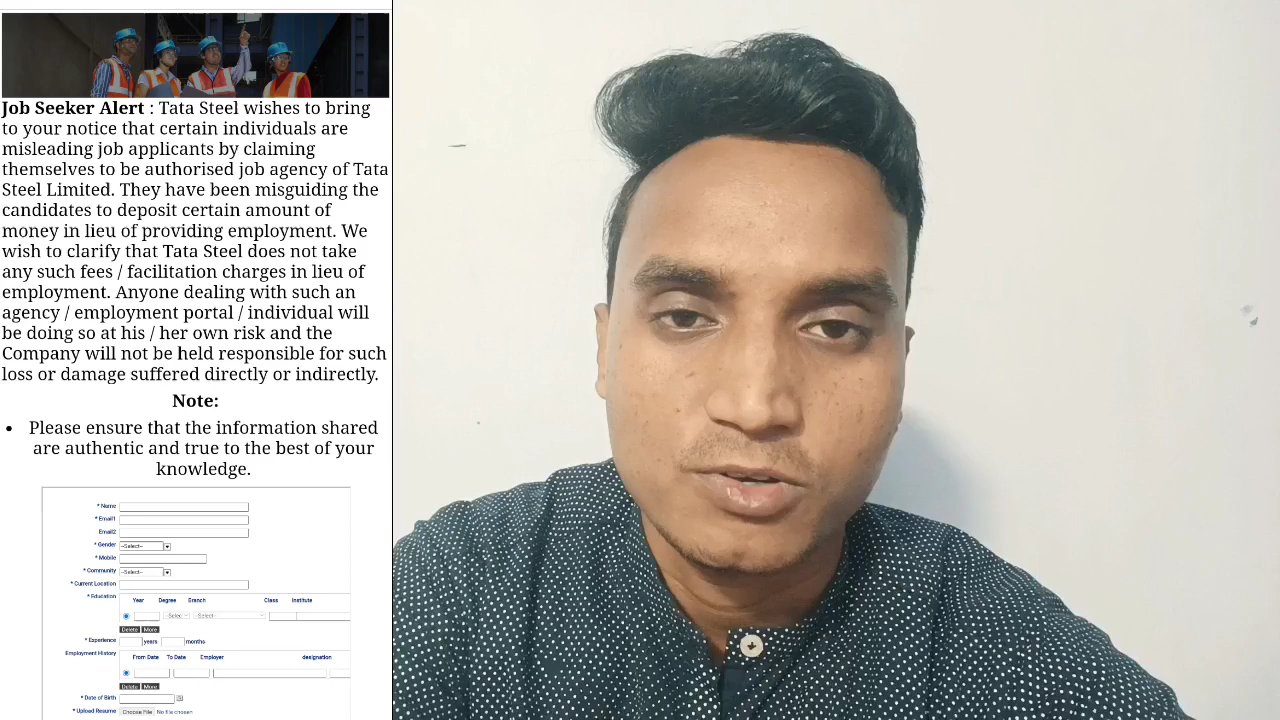 Job Seeker Alert : Tata Steel wishes to bring
to your notice that certain individuals are
misleading job applicants by claiming
themselves to be authorised job agency of Tata
Steel Limited. They have been misguiding the
candidates to deposit certain amount of
money in lieu of providing employment. We
wish to clarify that Tata Steel does not take
any such fees / facilitation charges in lieu of
employment. Anyone dealing with such an
agency / employment portal / individual will
be doing so at his / her own risk and the
Company will not be held responsible for such
loss or damage suffered directly or indirectly.
Note:
• Please ensure that the information shared
are authentic and true to the best of your
knowledge.
* Name
* Email1
Email2
* Gender --Select--
* Mobile
* Community --Select--
* Current Location
* Education
Year Degree Branch Class Institute
--Select--
Delete More
* Experience years months
Employment History
From Date To Date Employer designation
Delete More
* Date of Birth
* Upload Resume Choose File No file chosen